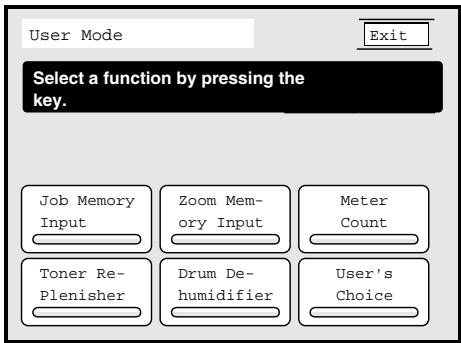 User Mode
Exit
Select a function by pressing the
key.
Job Memory
Input
Zoom Mem-
ory Input
Meter
Count
Toner Re-
Plenisher
Drum De-
humidifier
User's
Choice